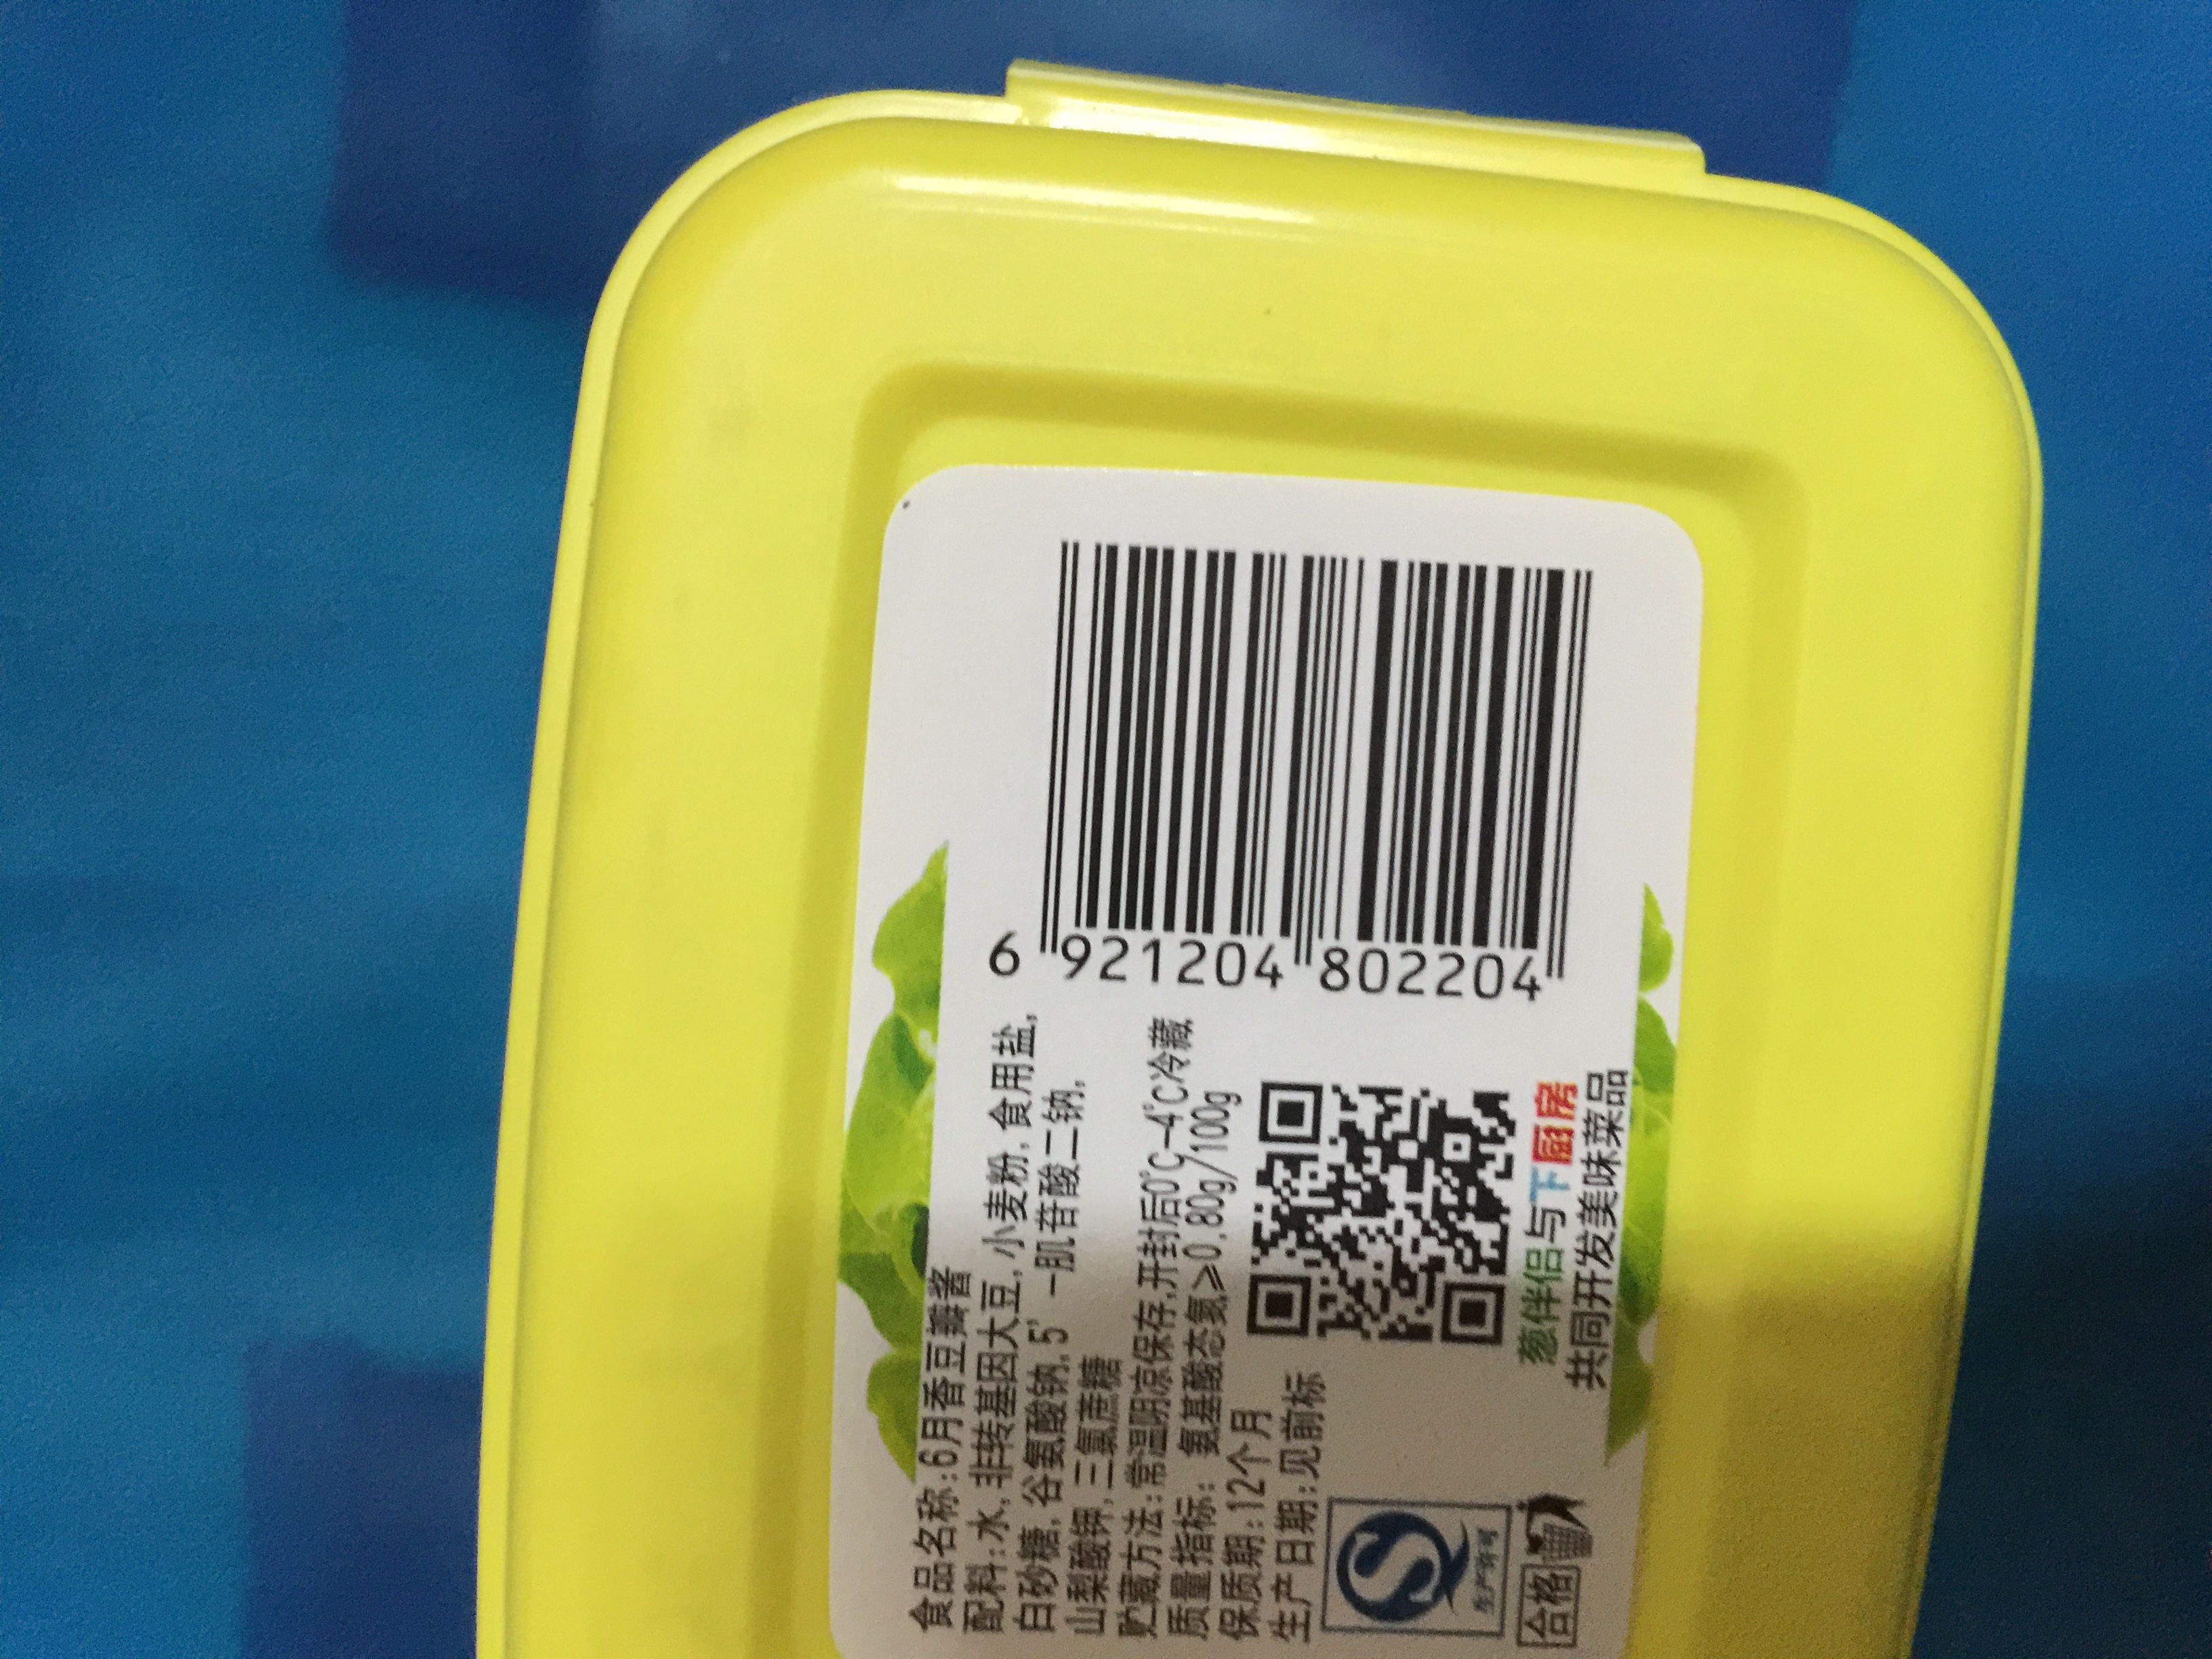 6 921204 802204
食品名称:6月香豆瓣酱
配料:水,非转基因大豆,小麦粉,食用盐,
白砂糖,谷氨酸钠,5'-肌苷酸二钠,
山梨酸钾,三氯蔗糖
贮藏方法:常温阴凉保存,开封后0℃-4℃冷藏
质量指标: 氨基酸态氮≥0.80g/100g
保质期:12个月
生产日期:见前标
生产许可
合格
葱伴侣与下厨房
共同开发美味菜品